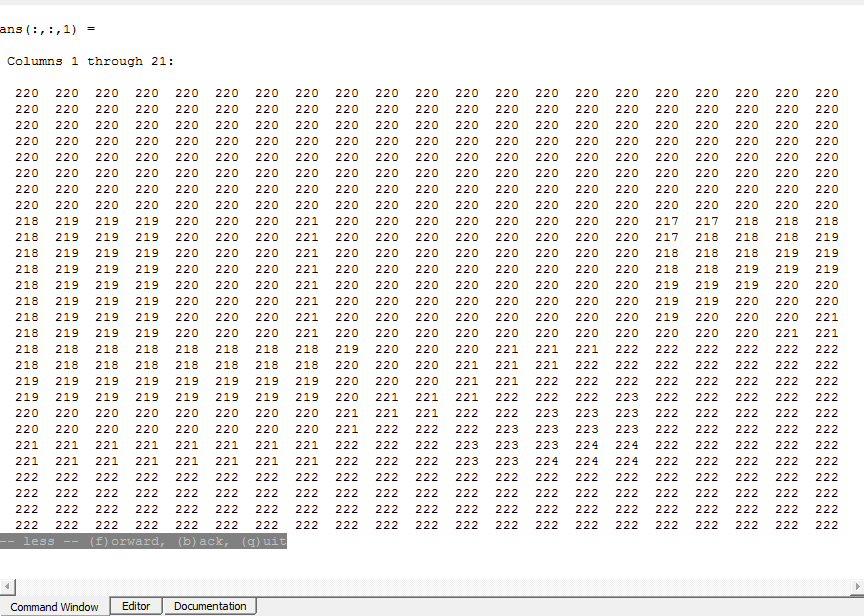 ans(:,:,1) =
Columns 1 through 21:
220 220 220 220 220 220 220 220 220 220 220 220 220 220 220 220 220 220 220 220 220
220 220 220 220 220 220 220 220 220 220 220 220 220 220 220 220 220 220 220 220 220
220 220 220 220 220 220 220 220 220 220 220 220 220 220 220 220 220 220 220 220 220
220 220 220 220 220 220 220 220 220 220 220 220 220 220 220 220 220 220 220 220 220
220 220 220 220 220 220 220 220 220 220 220 220 220 220 220 220 220 220 220 220 220
220 220 220 220 220 220 220 220 220 220 220 220 220 220 220 220 220 220 220 220 220
220 220 220 220 220 220 220 220 220 220 220 220 220 220 220 220 220 220 220 220 220
220 220 220 220 220 220 220 220 220 220 220 220 220 220 220 220 220 220 220 220 220
218 219 219 219 220 220 220 221 220 220 220 220 220 220 220 220 217 217 218 218 218
218 219 219 219 220 220 220 221 220 220 220 220 220 220 220 220 217 218 218 218 219
218 219 219 219 220 220 220 221 220 220 220 220 220 220 220 220 218 218 218 219 219
218 219 219 219 220 220 220 221 220 220 220 220 220 220 220 220 218 218 219 219 219
218 219 219 219 220 220 220 221 220 220 220 220 220 220 220 220 219 219 219 220 220
218 219 219 219 220 220 220 221 220 220 220 220 220 220 220 220 219 219 220 220 220
218 219 219 219 220 220 220 221 220 220 220 220 220 220 220 220 219 220 220 220 221
218 219 219 219 220 220 220 221 220 220 220 220 220 220 220 220 220 220 220 221 221
218 218 218 218 218 218 218 218 219 220 220 220 221 221 221 222 222 222 222 222 222
218 218 218 218 218 218 218 218 220 220 220 221 221 221 222 222 222 222 222 222 222
219 219 219 219 219 219 219 219 220 220 220 221 221 222 222 222 222 222 222 222 222
219 219 219 219 219 219 219 219 220 221 221 221 222 222 222 223 222 222 222 222 222
220 220 220 220 220 220 220 220 221 221 221 222 222 223 223 223 222 222 222 222 222
220 220 220 220 220 220 220 220 221 222 222 222 223 223 223 223 222 222 222 222 222
221 221 221 221 221 221 221 221 222 222 222 223 223 223 224 224 222 222 222 222 222
221 221 221 221 221 221 221 221 222 222 222 223 223 224 224 224 222 222 222 222 222
222 222 222 222 222 222 222 222 222 222 222 222 222 222 222 222 222 222 222 222 222
222 222 222 222 222 222 222 222 222 222 222 222 222 222 222 222 222 222 222 222 222
222 222 222 222 222 222 222 222 222 222 222 222 222 222 222 222 222 222 222 222 222
222 222 222 222 222 222 222 222 222 222 222 222 222 222 222 222 222 222 222 222 222
-- less -- (f)orward, (b)ack, (q)uit
Command Window Editor Documentation